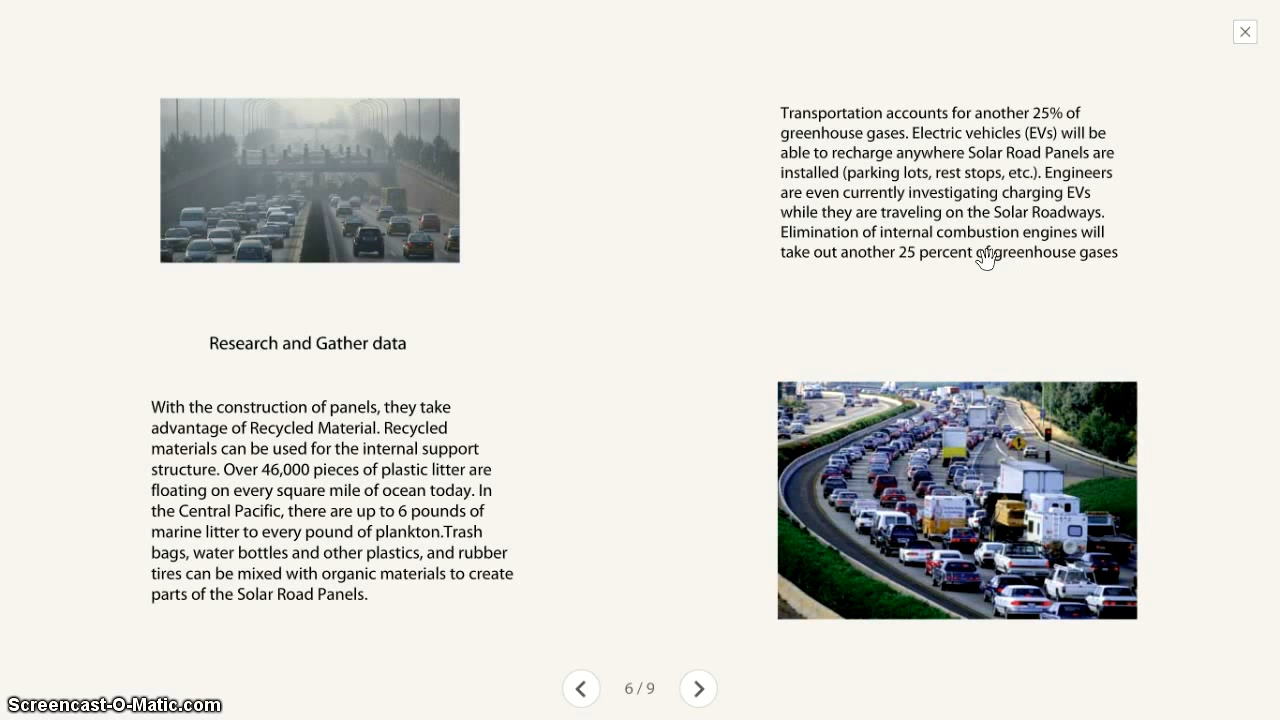 Research and Gather data
With the construction of panels, they take
advantage of Recycled Material. Recycled
materials can be used for the internal support
structure. Over 46,000 pieces of plastic litter are
floating on every square mile of ocean today. In
the Central Pacific, there are up to 6 pounds of
marine litter to every pound of plankton.Trash
bags, water bottles and other plastics, and rubber
tires can be mixed with organic materials to create
parts of the Solar Road Panels.
Transportation accounts for another 25% of
greenhouse gases. Electric vehicles (EVs) will be
able to recharge anywhere Solar Road Panels are
installed (parking lots, rest stops, etc.). Engineers
are even currently investigating charging EVs
while they are traveling on the Solar Roadways.
Elimination of internal combustion engines will
take out another 25 percent of greenhouse gases
6 / 9
Screencast-O-Matic.com